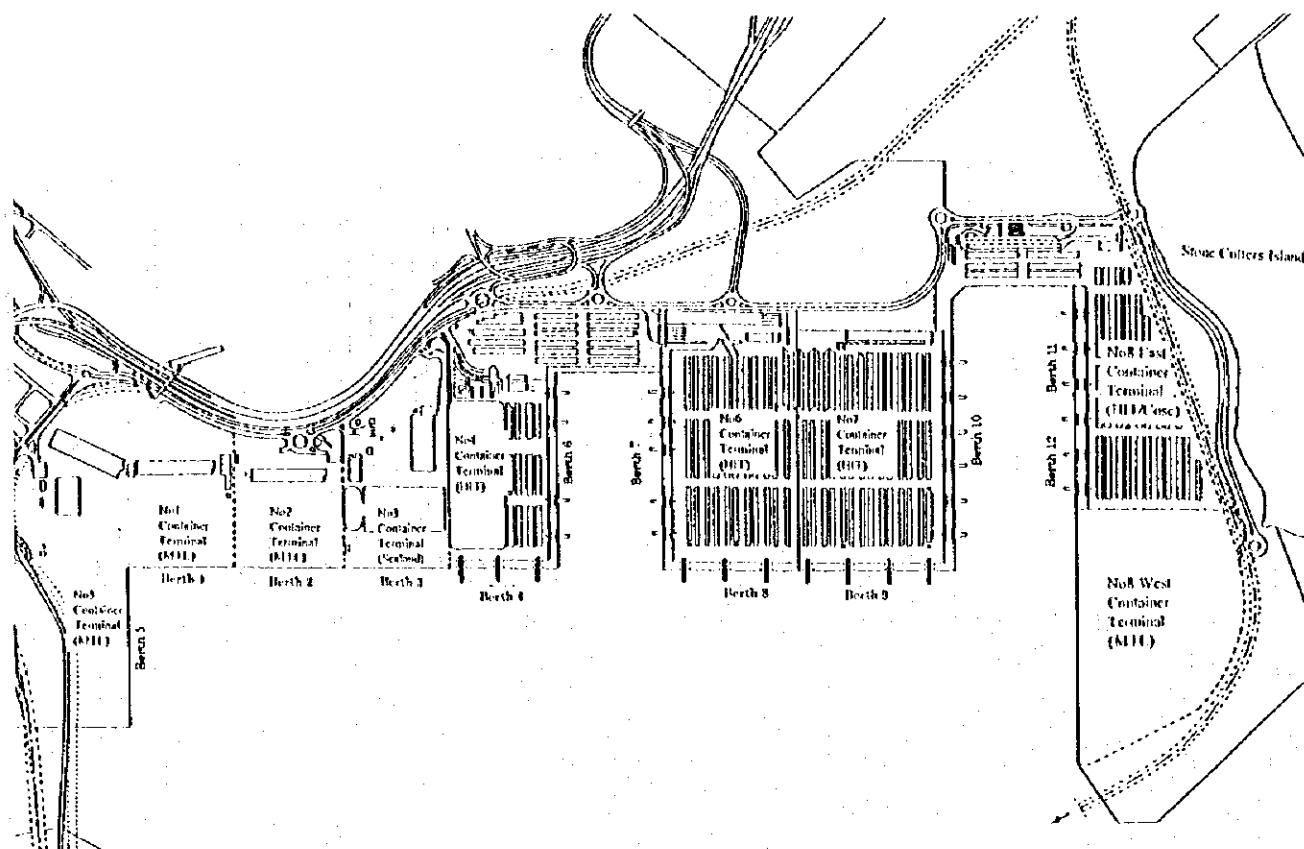 Stone Cutters Island
No8 East
Container
Terminal
(HIT/Cosc)
Berth 11
Berth 12
No6
Container
Terminal
(HIT)
No7
Container
Terminal
(HIT)
Berth 10
No4
Container
Terminal
(HIT)
Berth 6
Berth 7
No1
Container
Terminal
(MTL)
No2
Container
Terminal
(MTL)
No3
Container
Terminal
(Sealand)
Berth 1
Berth 2
Berth 3
Berth 4
Berth 8
Berth 9
No5
Container
Terminal
(MTL)
Berth 5
No8 West
Container
Terminal
(MTL)